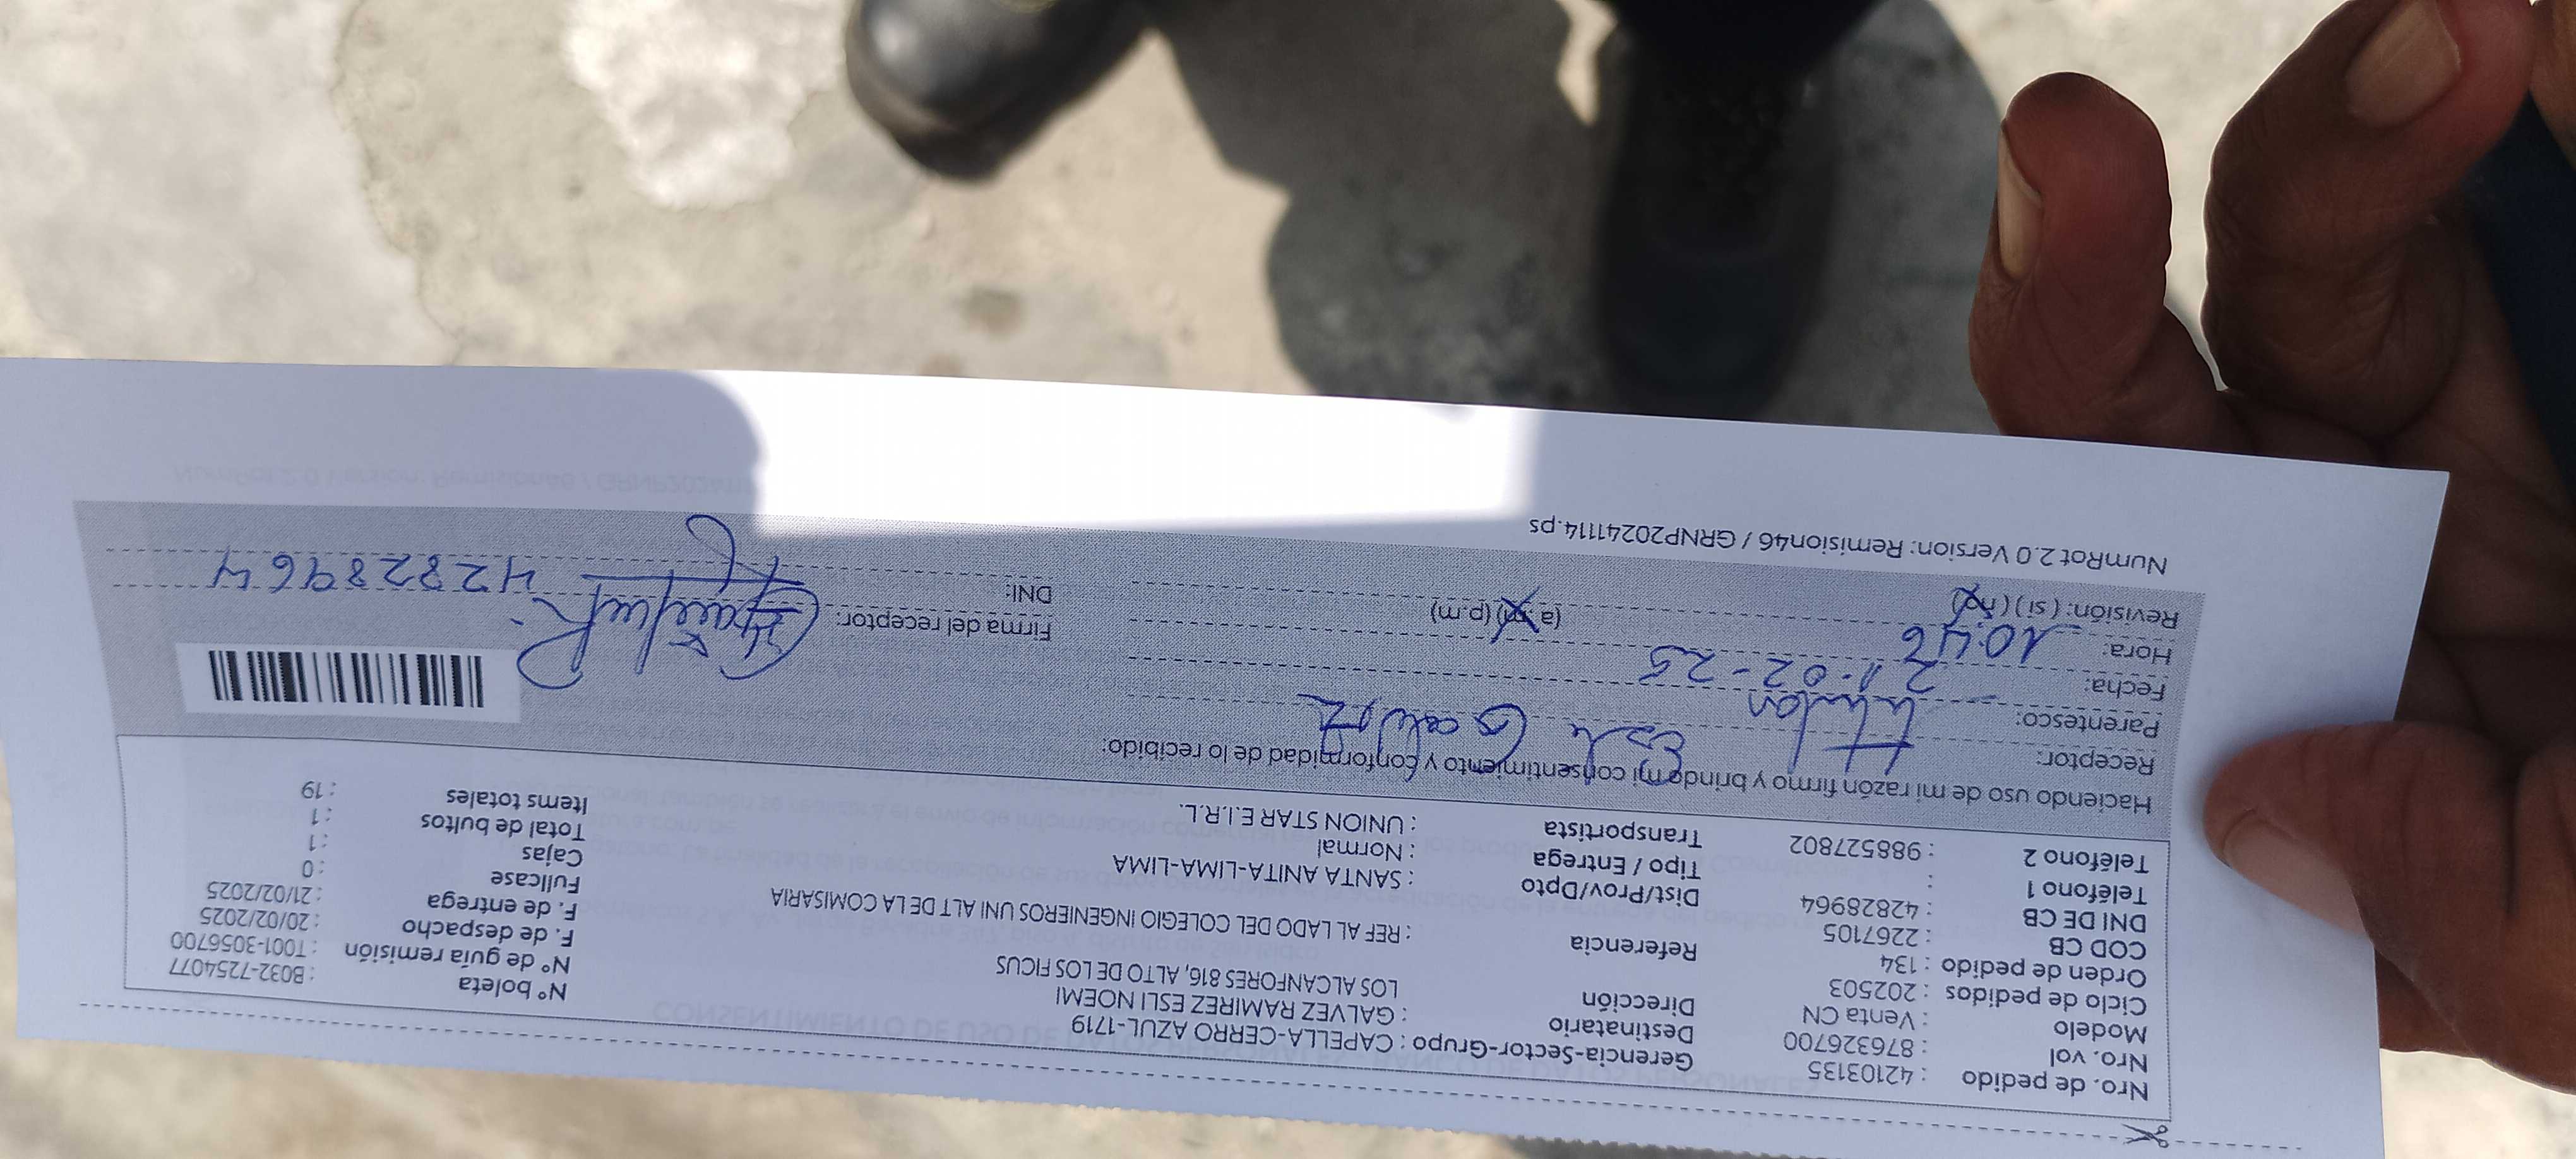 Nro. de pedido : 42103135
Nro. vol : 876326700
Modelo : Venta CN
Ciclo de pedidos : 202503
Orden de pedido : 134
COD CB : 2267105
DNI DE CB : 42828964
Teléfono 1 :
Teléfono 2 : 988527802
Gerencia-Sector-Grupo : CAPELLA-CERRO AZUL-1719
Destinatario : GALVEZ RAMIREZ ESLI NOEMI
Dirección LOS ALCANFORES 816, ALTO DE LOS FICUS
Referencia : REF AL LADO DEL COLEGIO INGENIEROS UNI ALT DE LA COMISARIA
Dist/Prov/Dpto : SANTA ANITA-LIMA-LIMA
Tipo / Entrega : Normal
Transportista : UNION STAR E.I.R.L.
N° boleta : B032-7254077
N° de guía remisión : T001-3056700
F. de despacho : 20/02/2025
F. de entrega : 21/02/2025
Fullcase : 0
Cajas : 1
Total de bultos : 1
Items totales : 19
Haciendo uso de mi razón firmo y brindo mi consentimiento y conformidad de lo recibido:
Receptor: Esli Galvez
Parentesco: Titular
Fecha: 21-02-25
Hora: 10:46 (a.m) (p.m)
Revisión: ( si ) ( no )
Firma del receptor:
DNI: 42828964
NumRot 2.0 Version: Remision46 / GRNP20241114.ps